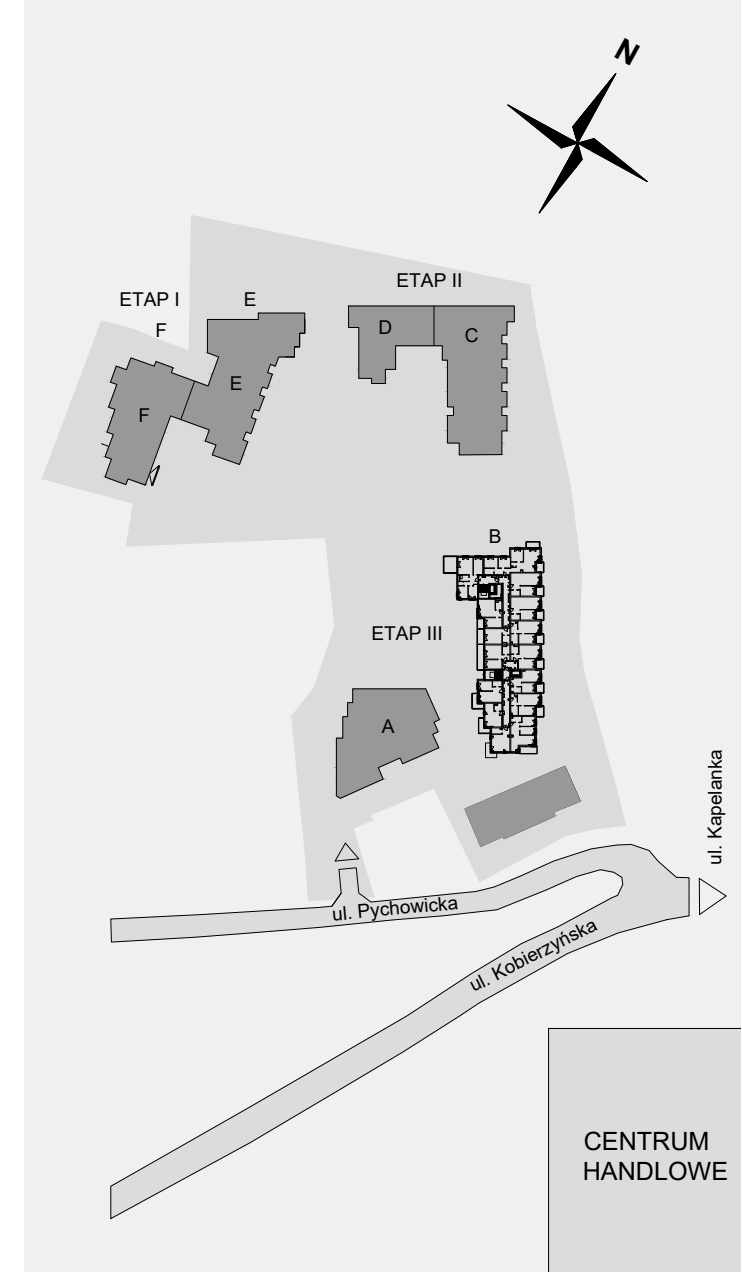 N
ETAP II
ETAP I
E
F
D
C
E
F
B
ETAP III
A
ul. Kapelanka
ul. Pychowicka
ul. Kobierzyńska
CENTRUM
HANDLOWE